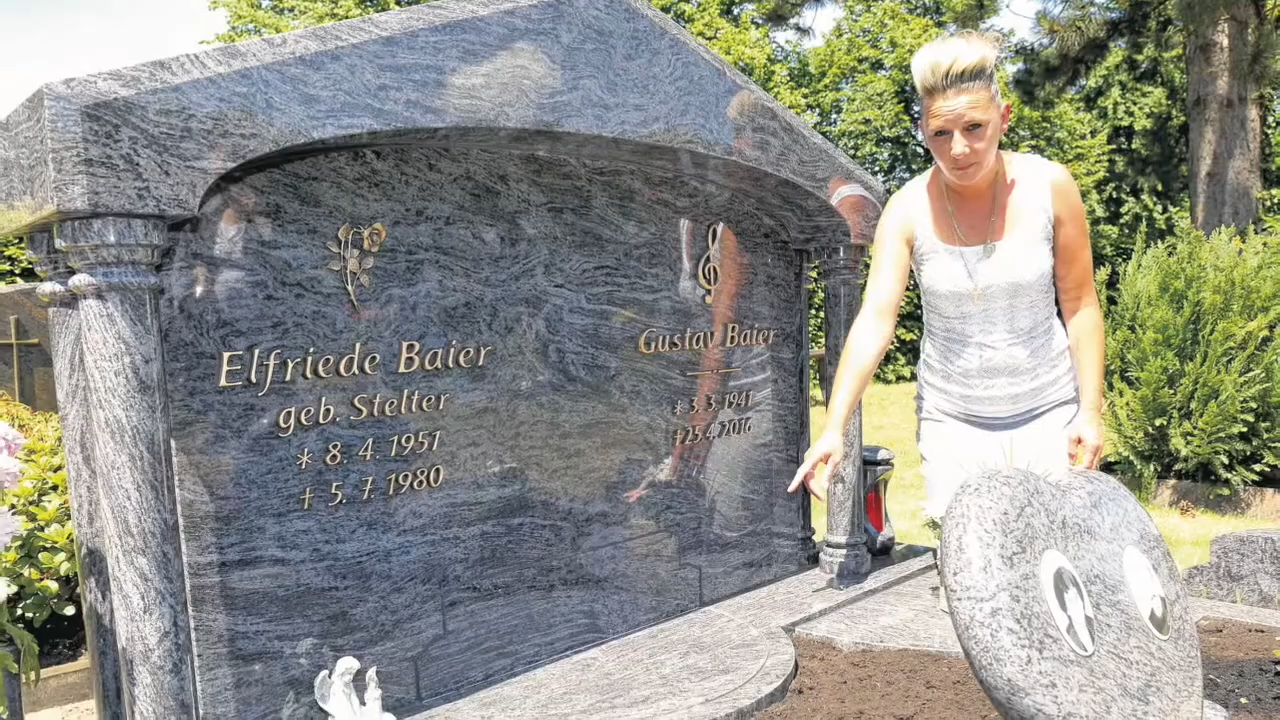 Elfriede Baier
geb. Stelter
* 8. 4. 1951
† 5. 7. 1980
Gustav Baier
* 3. 3. 1941
† 25.4.2016